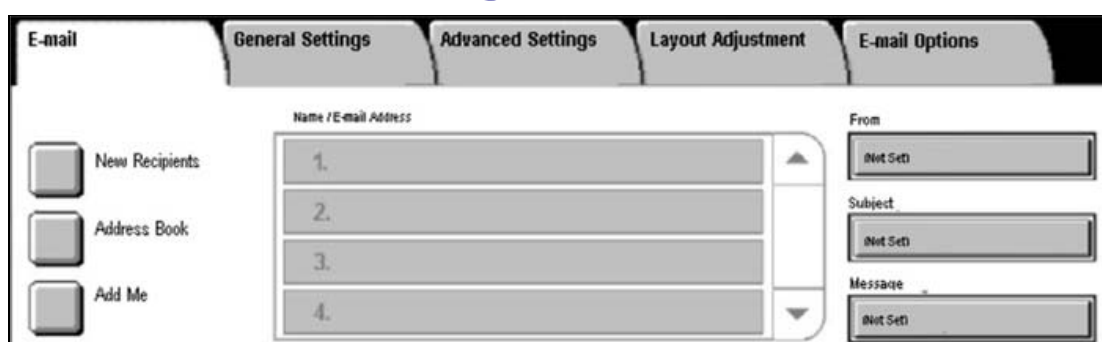 E-mail
General Settings
Advanced Settings
Layout Adjustment
E-mail Options
Name / E-mail Address
From
New Recipients
1.
(Not Set)
2.
Subject
Address Book
(Not Set)
3.
Message
Add Me
4.
(Not Set)